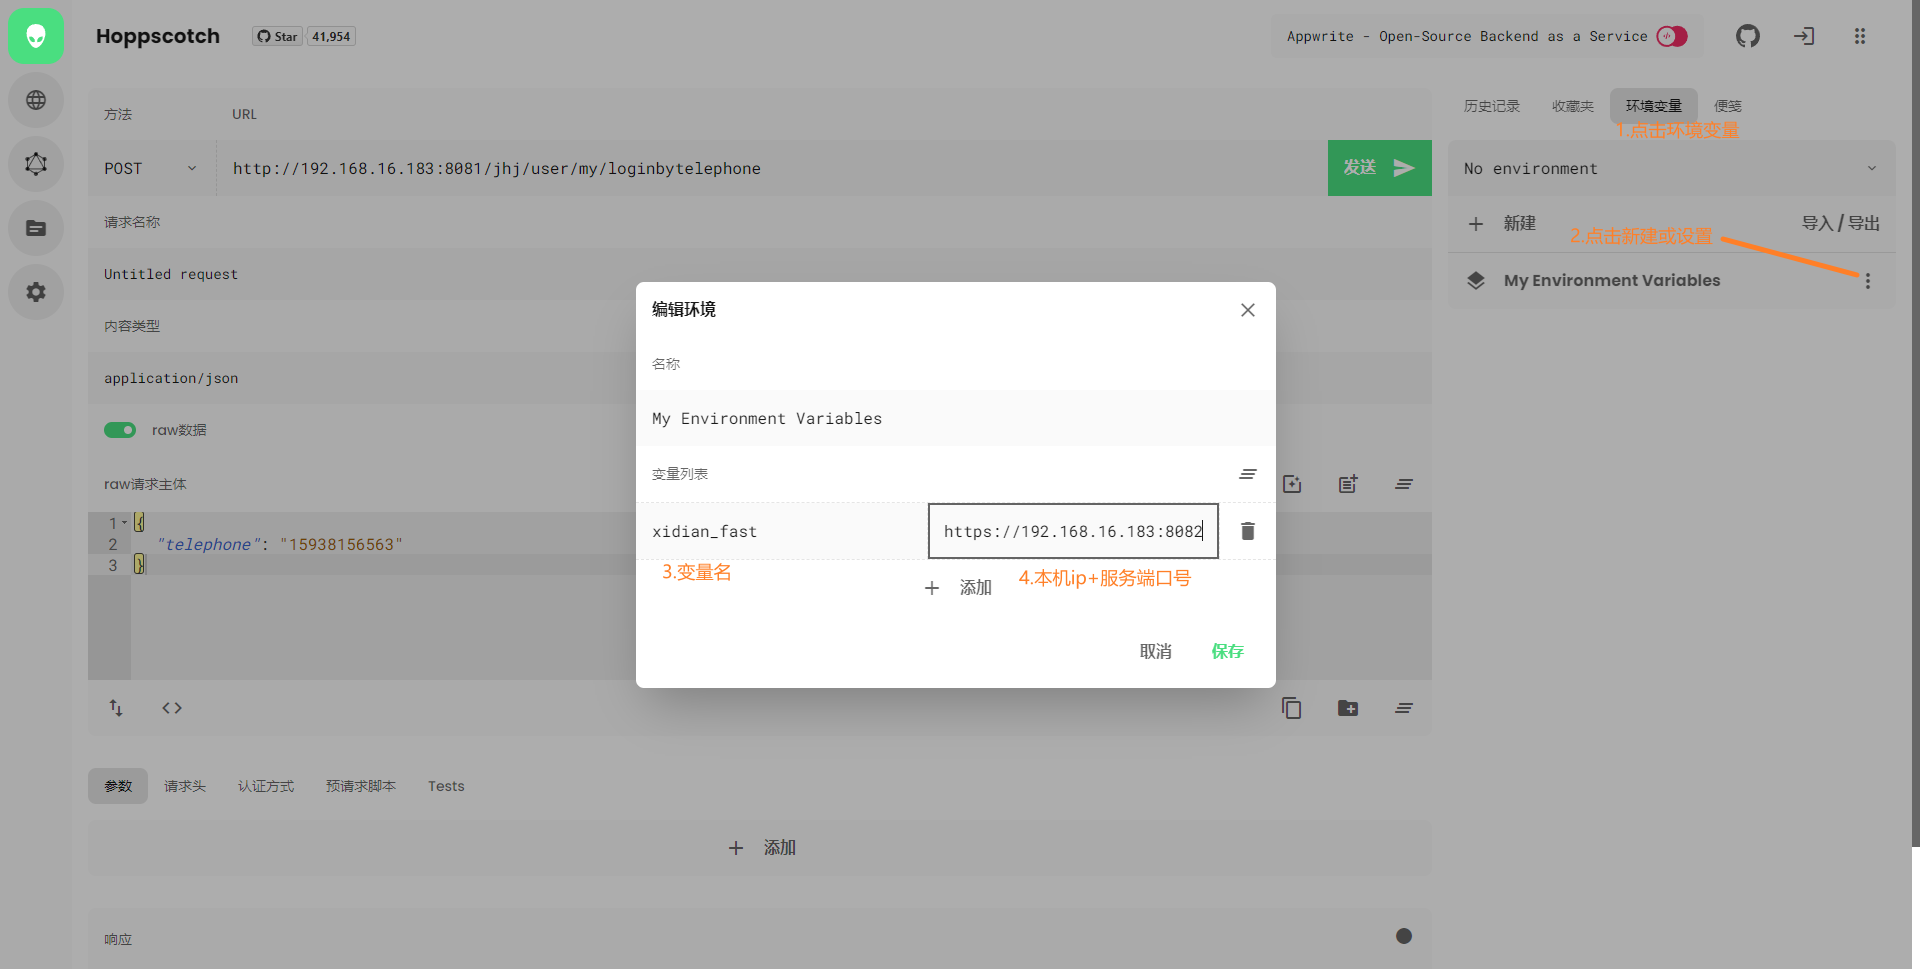 Hoppscotch
Star 41,954
Appwrite - Open-Source Backend as a Service
方法 URL
POST http://192.168.16.183:8081/jhj/user/my/loginbytelephone 发送
请求名称
Untitled request
内容类型
application/json
raw数据
raw请求主体
1 {
2 "telephone": "15938156563"
3 }
参数 请求头 认证方式 预请求脚本 Tests
添加
响应
历史记录 收藏夹 环境变量 便笺
1.点击环境变量
No environment
新建 导入 / 导出
2.点击新建或设置
My Environment Variables
编辑环境
名称
My Environment Variables
变量列表
xidian_fast https://192.168.16.183:8082
3.变量名
添加 4.本机ip+服务端口号
取消 保存